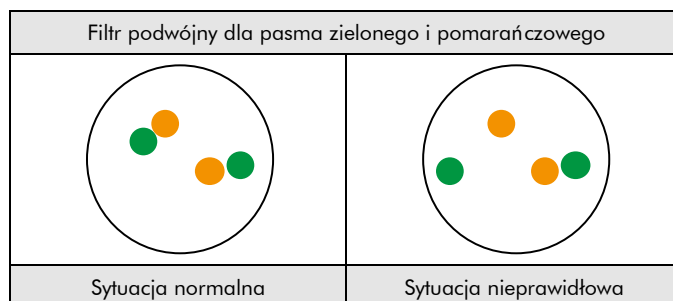 Filtr podwójny dla pasma zielonego i pomarańczowego
Sytuacja normalna
Sytuacja nieprawidłowa